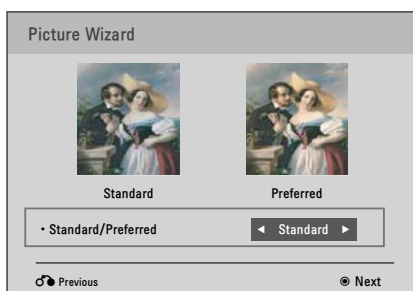 Picture Wizard
Standard Preferred
• Standard/Preferred ◄ Standard ►
Previous ◉ Next